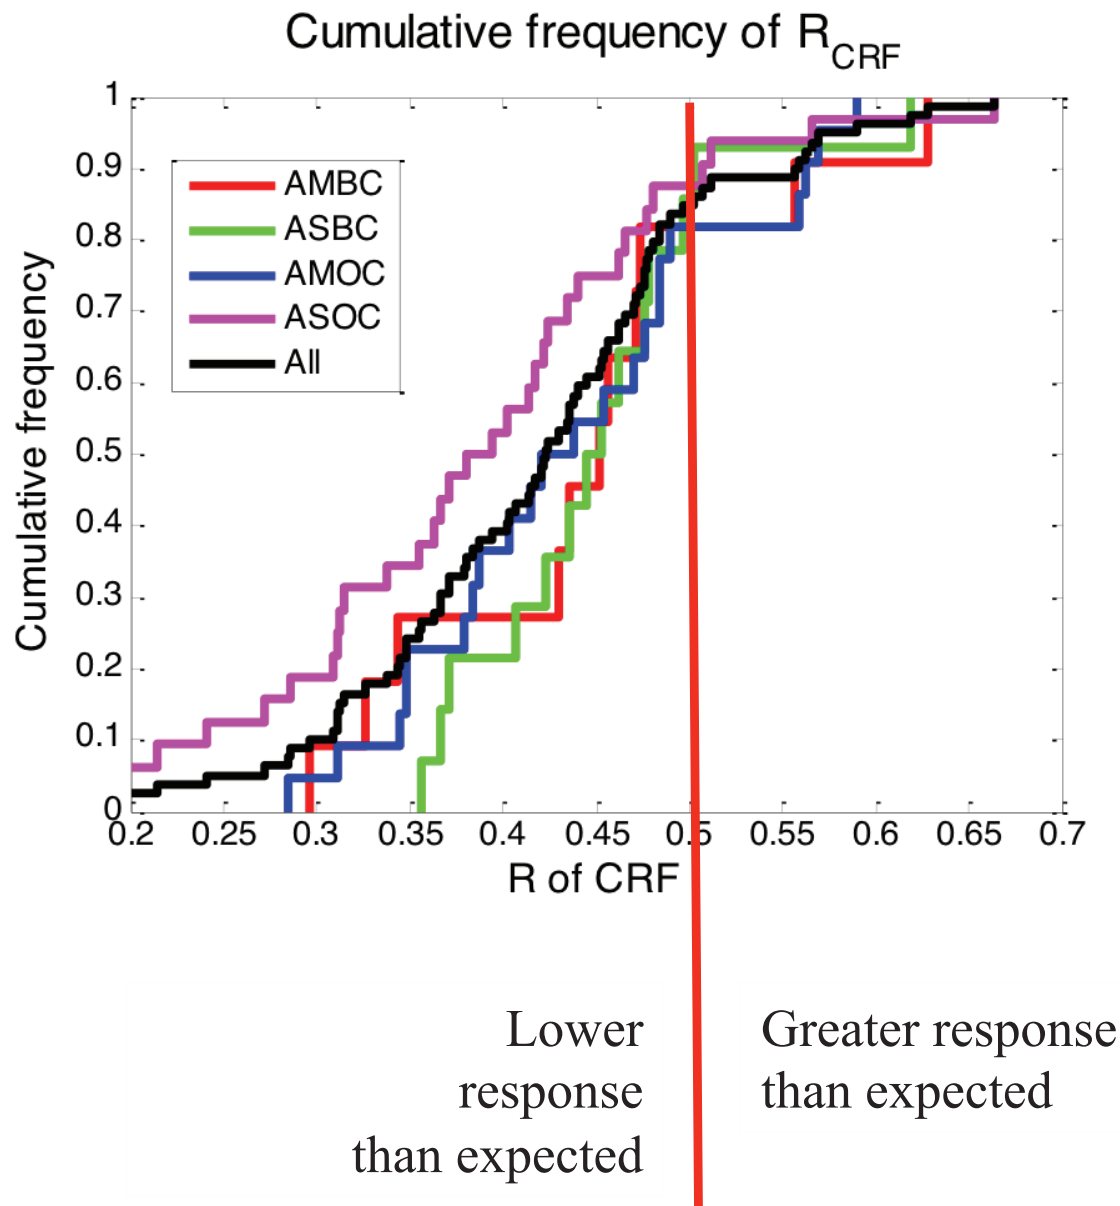 Cumulative frequency of R_CRF
1
0.9
0.8
0.7
0.6
0.5
0.4
0.3
0.2
0.1
0
Cumulative frequency
AMBC
ASBC
AMOC
ASOC
All
0.2 0.25 0.3 0.35 0.4 0.45 0.5 0.55 0.6 0.65 0.7
R of CRF
Lower
response
than expected
Greater response
than expected